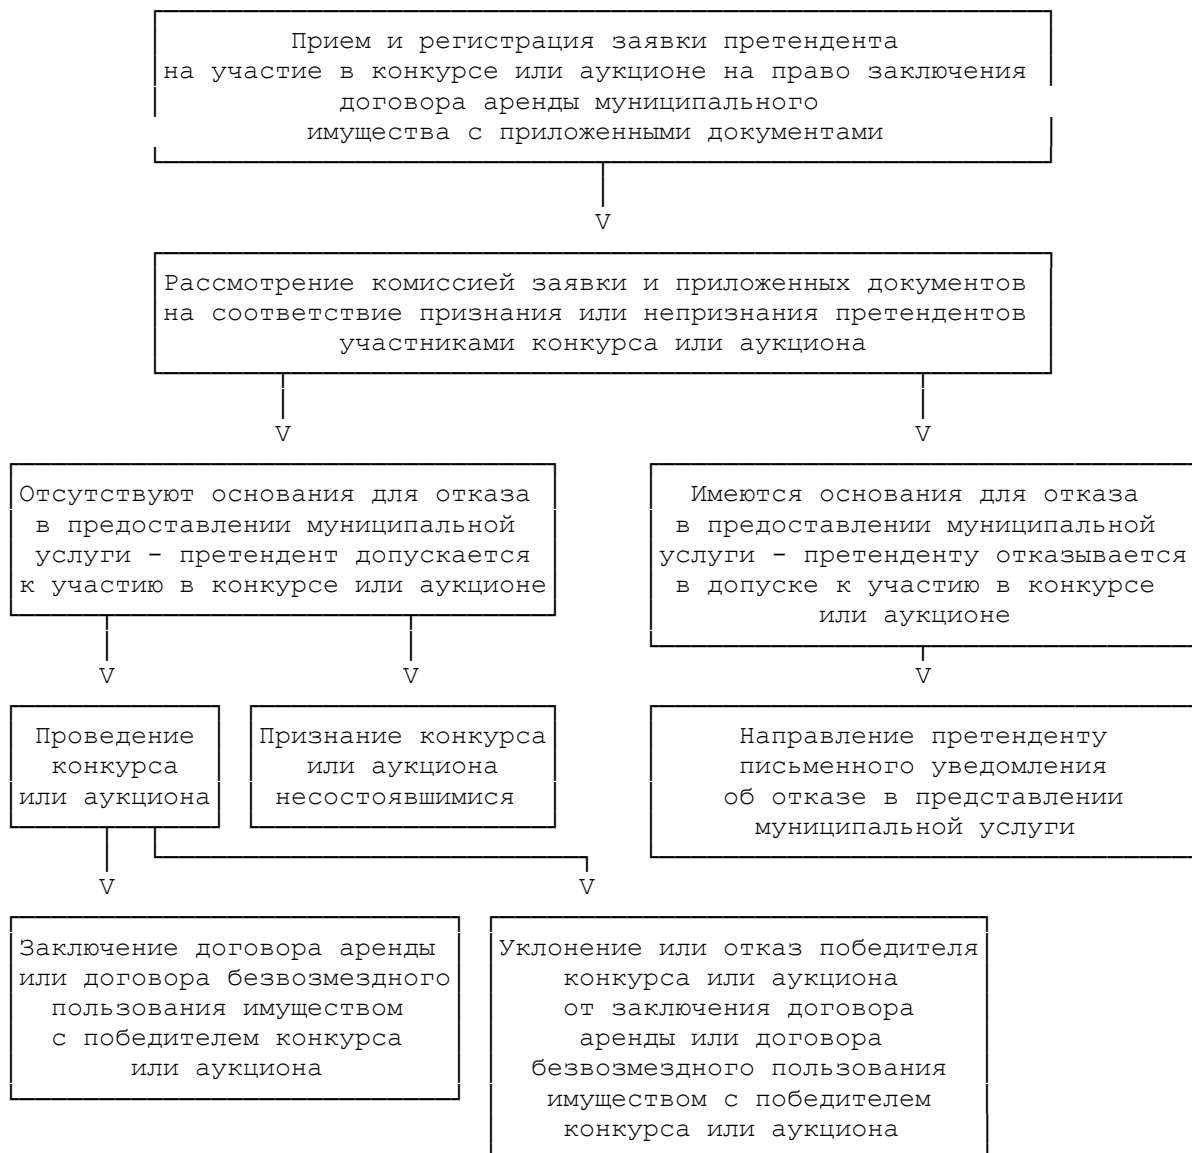 Прием и регистрация заявки претендента
на участие в конкурсе или аукционе на право заключения
договора аренды муниципального
имущества с приложенными документами
V
Рассмотрение комиссией заявки и приложенных документов
на соответствие признания или непризнания претендентов
участниками конкурса или аукциона
V
V
Отсутствуют основания для отказа
в предоставлении муниципальной
услуги - претендент допускается
к участию в конкурсе или аукционе
Имеются основания для отказа
в предоставлении муниципальной
услуги - претенденту отказывается
в допуске к участию в конкурсе
или аукционе
V
V
V
Проведение
конкурса
или аукциона
Признание конкурса
или аукциона
несостоявшимися
Направление претенденту
письменного уведомления
об отказе в представлении
муниципальной услуги
V
V
Заключение договора аренды
или договора безвозмездного
пользования имуществом
с победителем конкурса
или аукциона
Уклонение или отказ победителя
конкурса или аукциона
от заключения договора
аренды или договора
безвозмездного пользования
имуществом с победителем
конкурса или аукциона